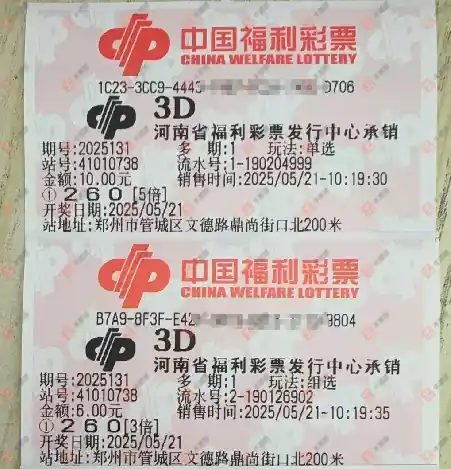 中国福利彩票
CHINA WELFARE LOTTERY
1C23-3CC9-4443 0706
3D
河南省福利彩票发行中心承销
期号:2025131 多 期:1 玩法:单选
站号:41010738 流水号:1-190204999
金额:10.00元 销售时间:2025/05/21-10:19:30
① 2 6 0 [5倍]
开奖日期:2025/05/21
站地址:郑州市管城区文德路鼎尚街口北200米
中国福利彩票
CHINA WELFARE LOTTERY
B7A9-8F3F-E42 9804
3D
河南省福利彩票发行中心承销
期号:2025131 多 期:1 玩法:组选
站号:41010738 流水号:2-190126902
金额:6.00元 销售时间:2025/05/21-10:19:35
① 2 6 0 [3倍]
开奖日期:2025/05/21
站地址:郑州市管城区文德路鼎尚街口北200米